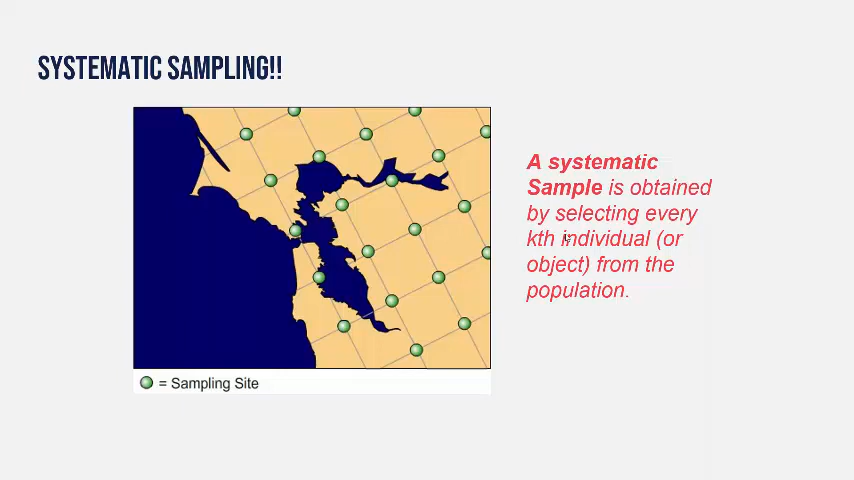 SYSTEMATIC SAMPLING!!
A systematic
Sample is obtained
by selecting every
kth individual (or
object) from the
population.
= Sampling Site